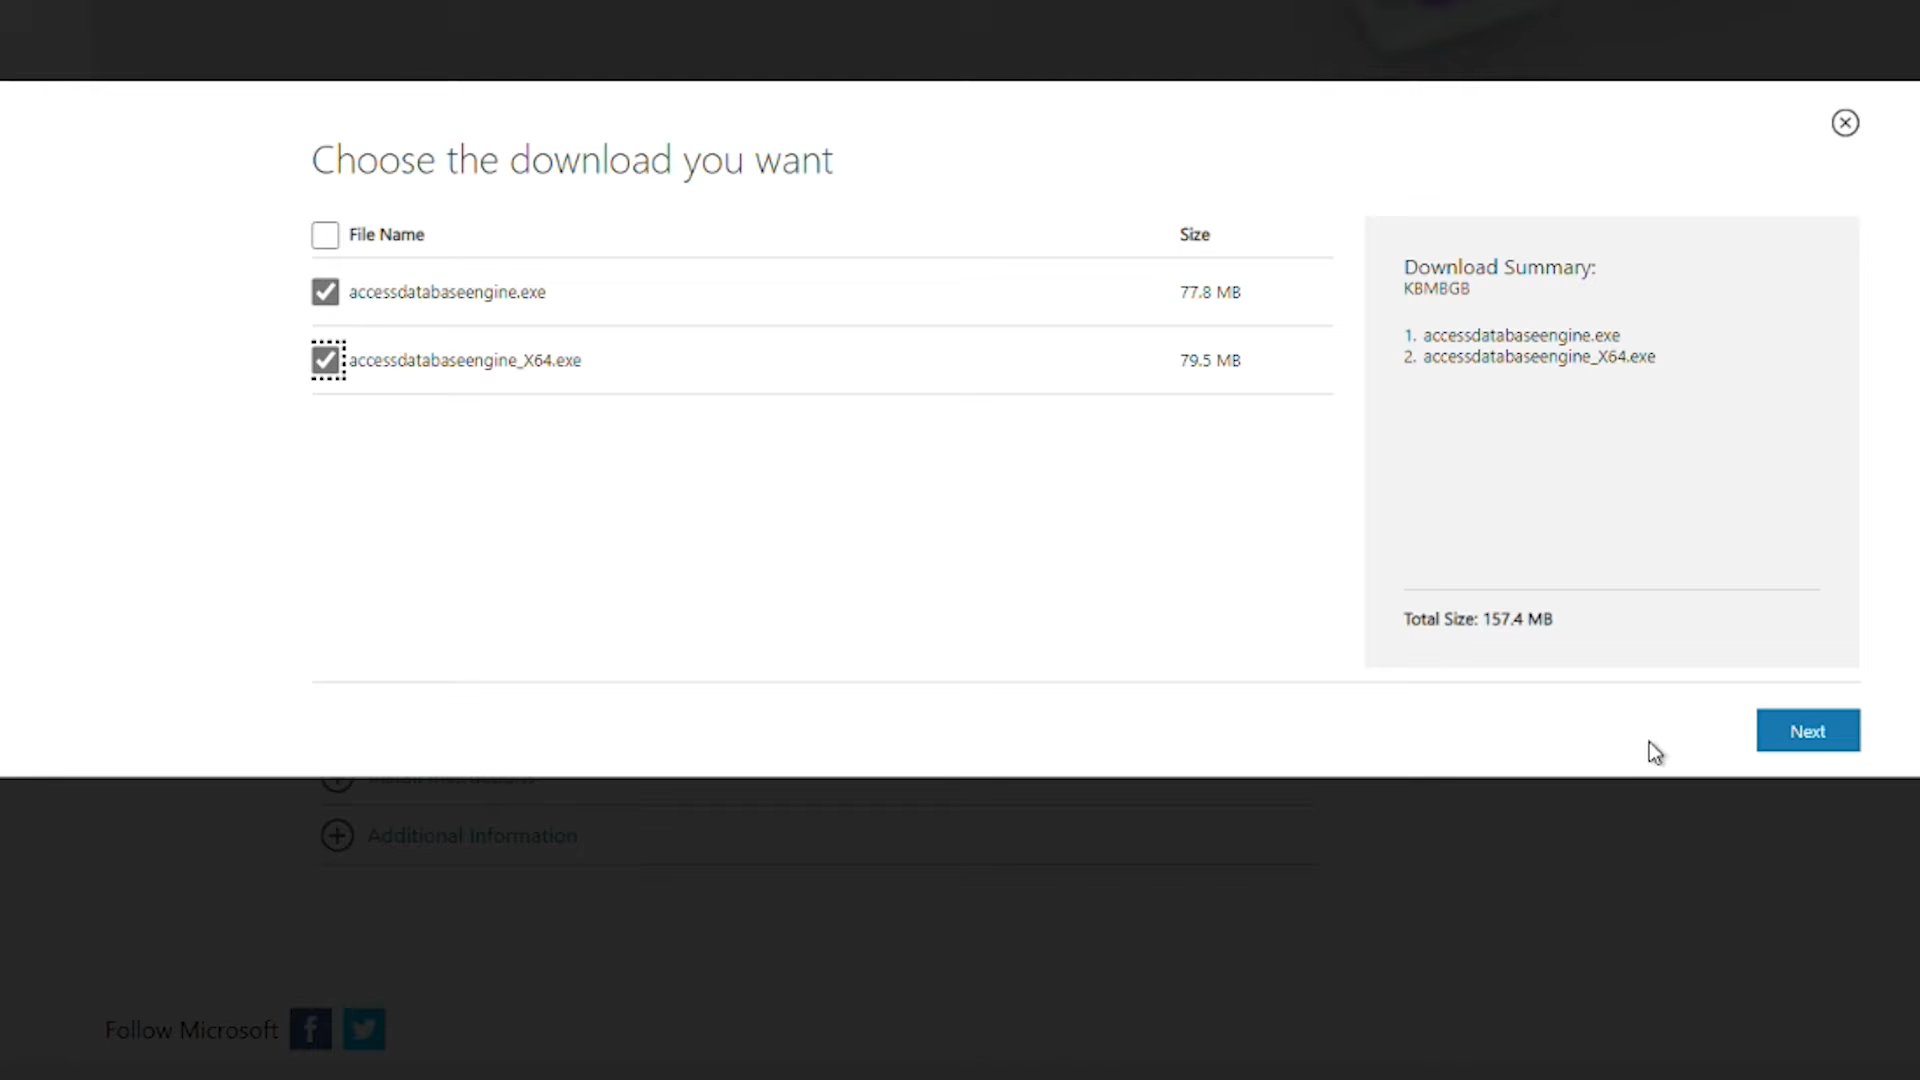 Choose the download you want
File Name Size
accessdatabaseengine.exe 77.8 MB
accessdatabaseengine_X64.exe 79.5 MB
Download Summary:
KBMBGB
1. accessdatabaseengine.exe
2. accessdatabaseengine_X64.exe
Total Size: 157.4 MB
Next
Additional Information
Follow Microsoft